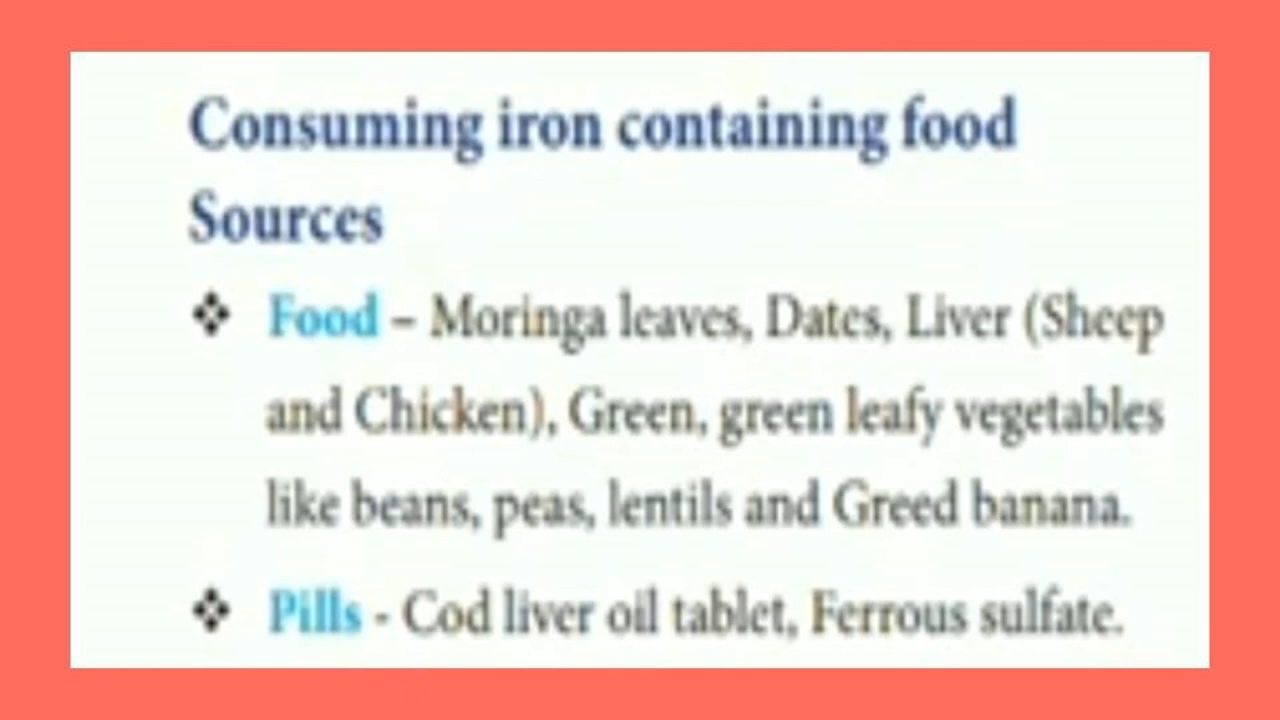 Consuming iron containing food
Sources
❖ Food – Moringa leaves, Dates, Liver (Sheep
and Chicken), Green, green leafy vegetables
like beans, peas, lentils and Greed banana.
❖ Pills - Cod liver oil tablet, Ferrous sulfate.